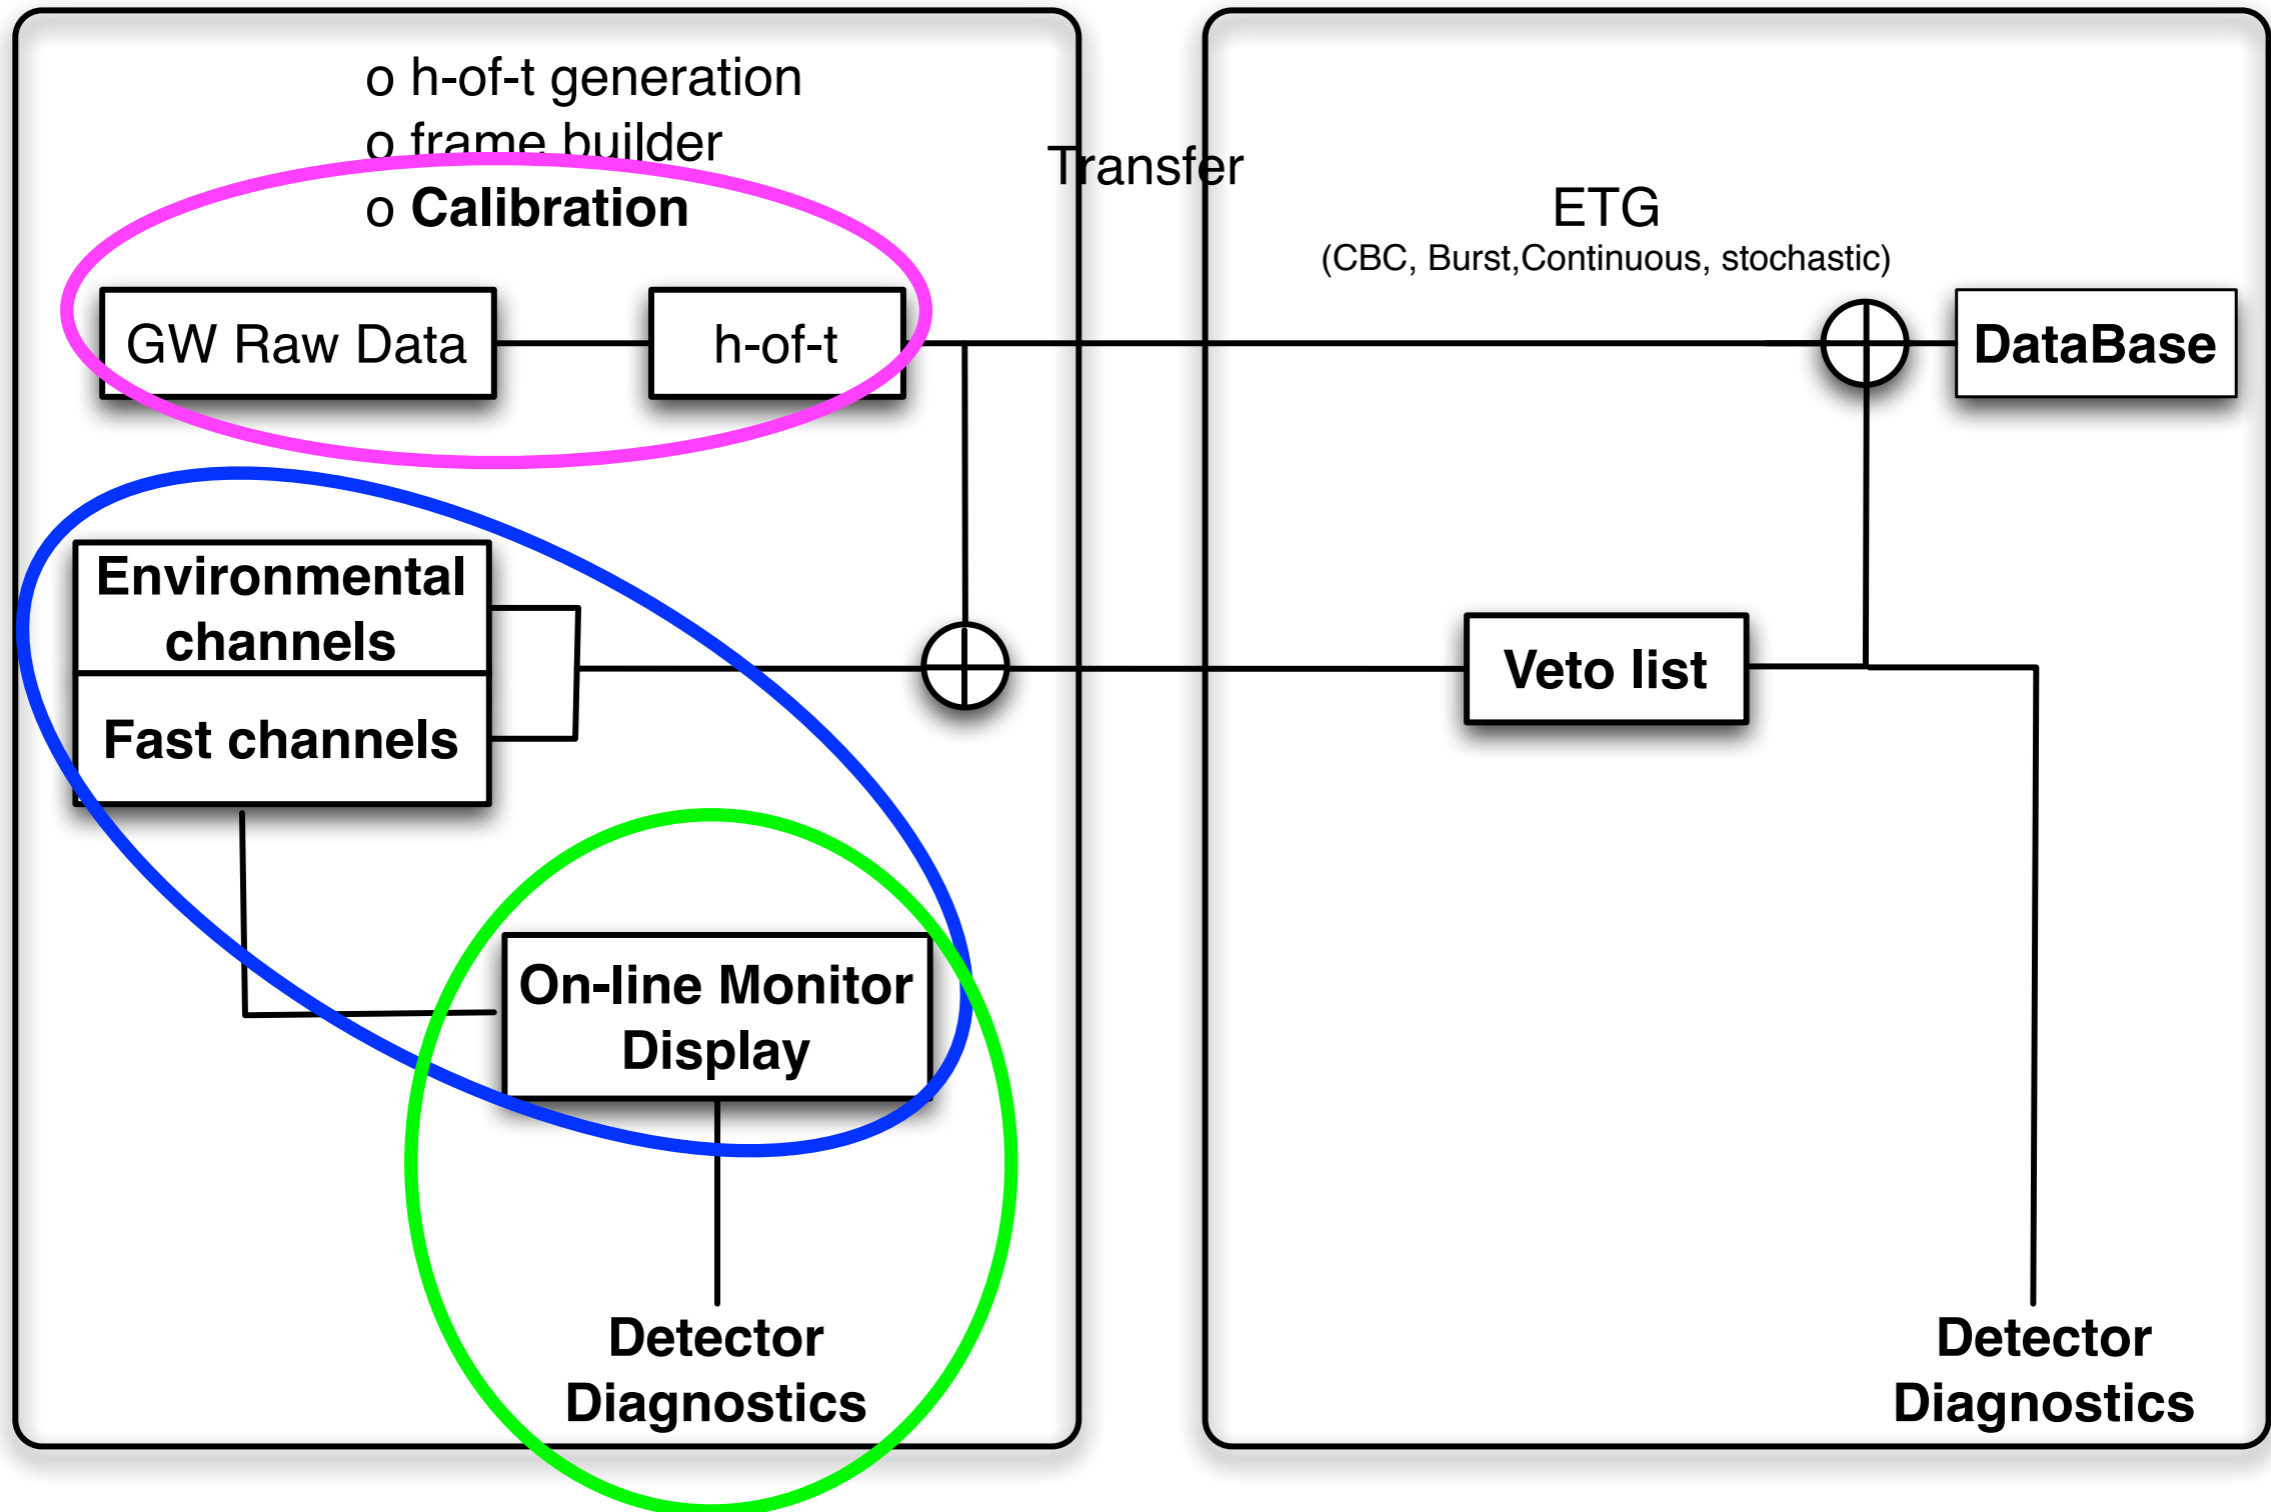 o h-of-t generation
o frame builder
o Calibration
Transfer
ETG
(CBC, Burst,Continuous, stochastic)
GW Raw Data
h-of-t
DataBase
Environmental
channels
Fast channels
Veto list
On-line Monitor
Display
Detector
Diagnostics
Detector
Diagnostics